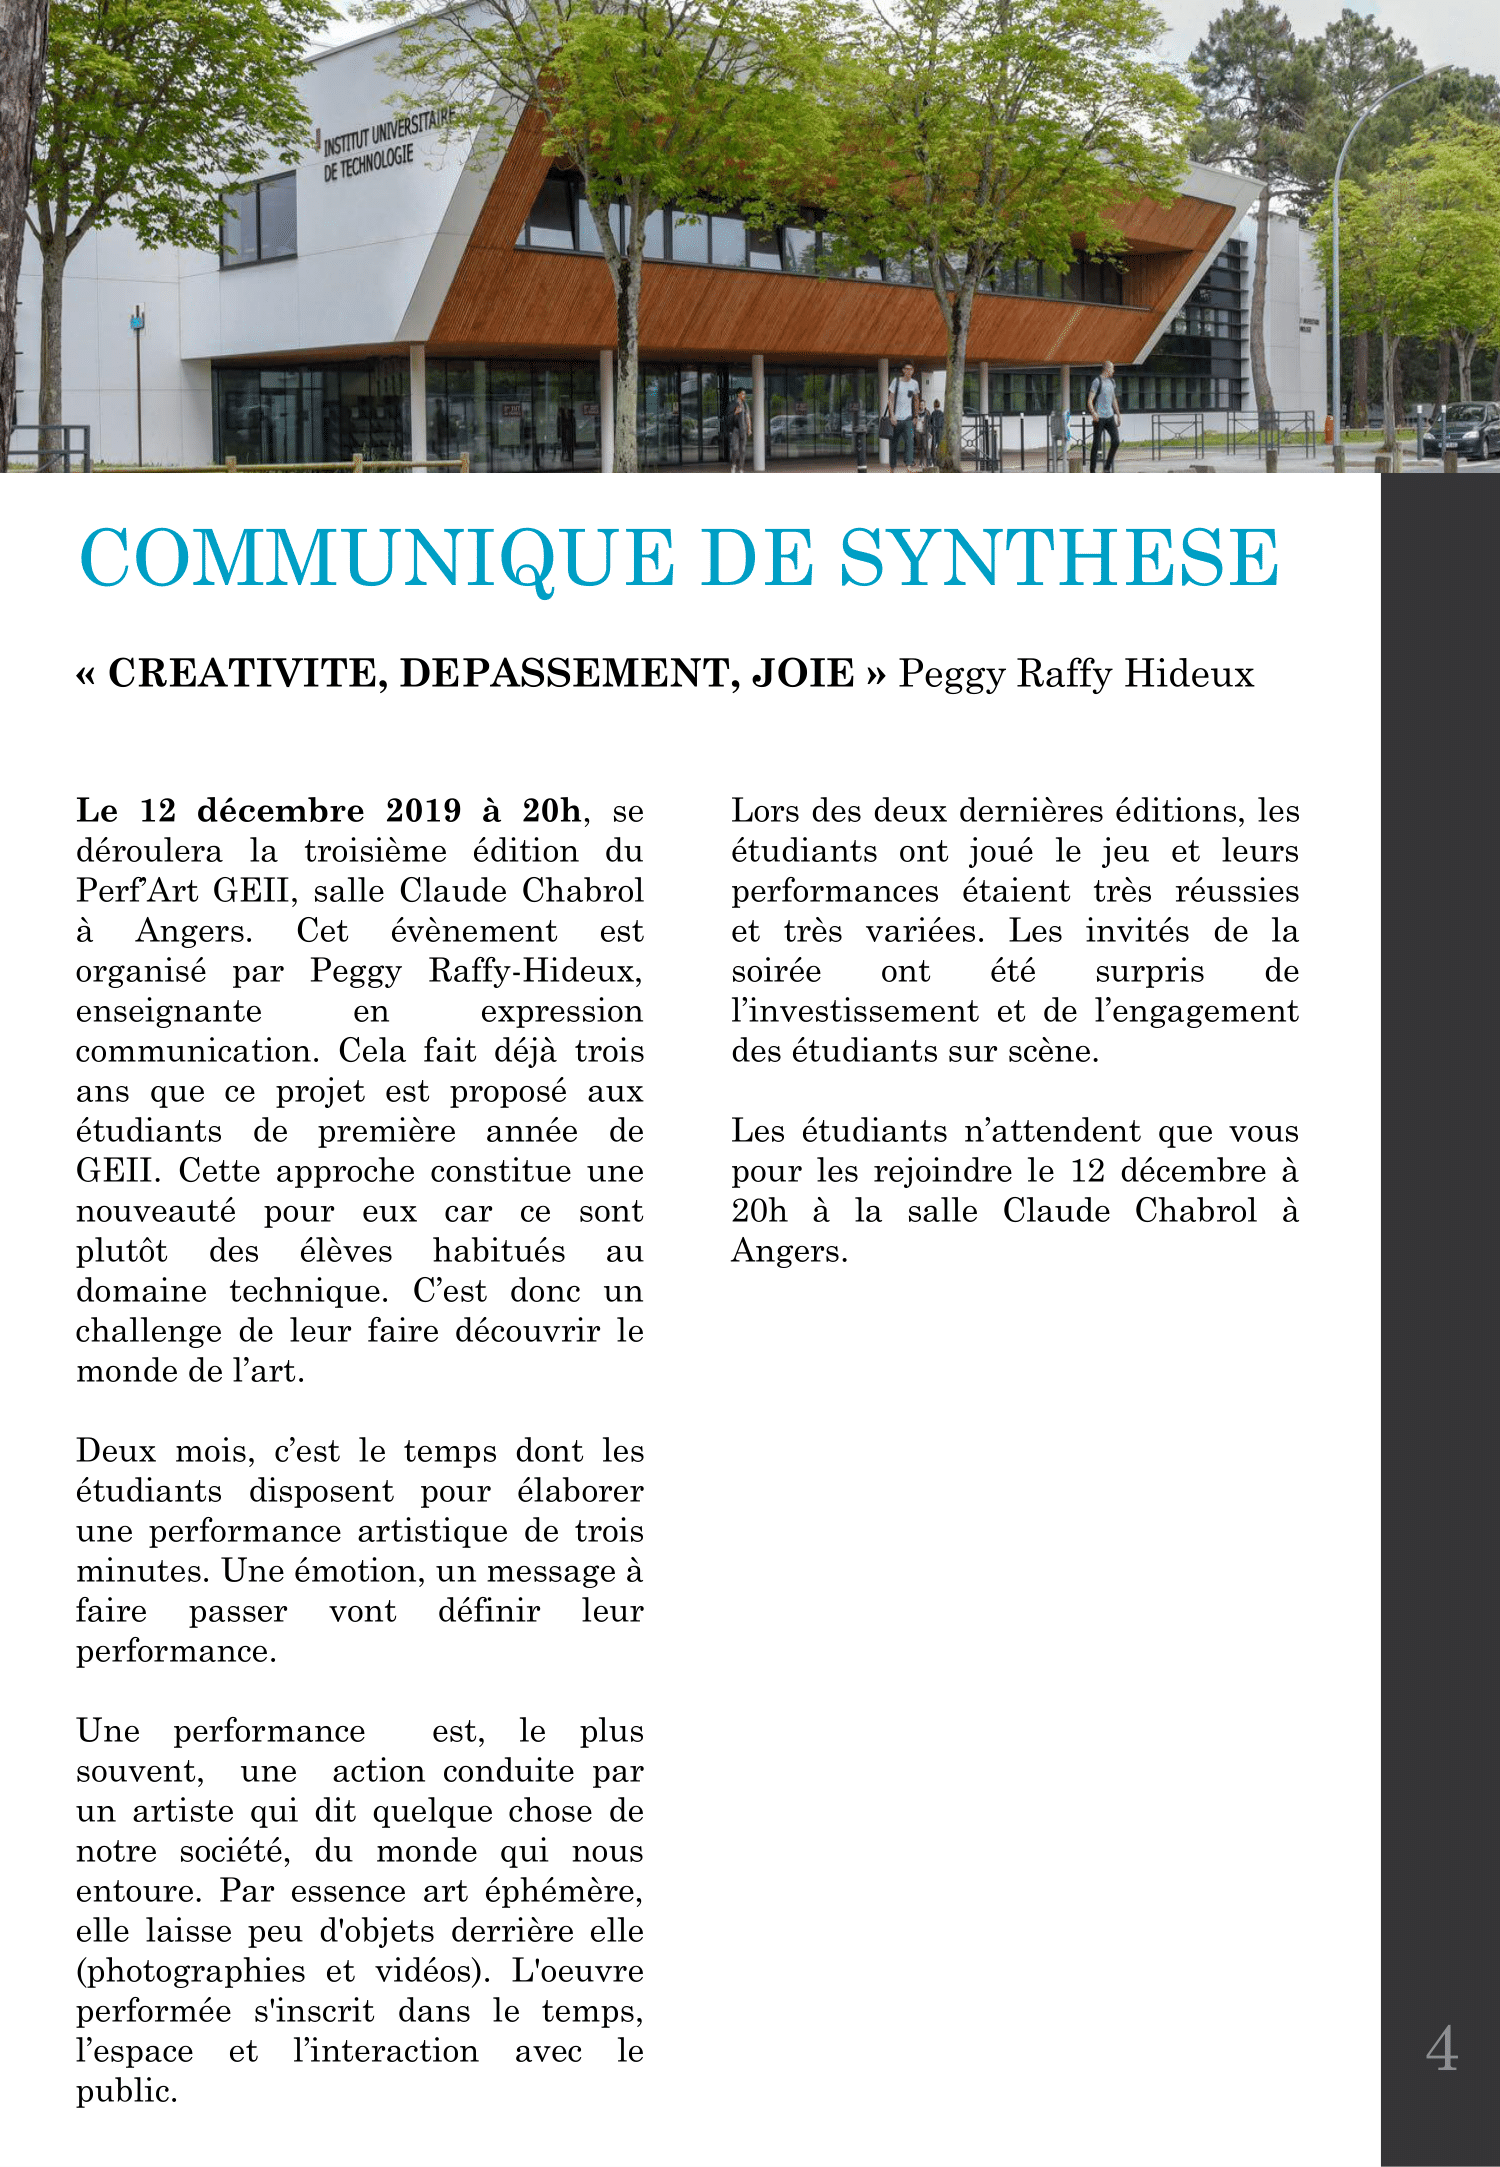 INSTITUT UNIVERSITAIRE
DE TECHNOLOGIE
COMMUNIQUE DE SYNTHESE
« CREATIVITE, DEPASSEMENT, JOIE » Peggy Raffy Hideux
Le 12 décembre 2019 à 20h, se
déroulera la troisième édition du
Perf’Art GEII, salle Claude Chabrol
à Angers. Cet évènement est
organisé par Peggy Raffy-Hideux,
enseignante en expression
communication. Cela fait déjà trois
ans que ce projet est proposé aux
étudiants de première année de
GEII. Cette approche constitue une
nouveauté pour eux car ce sont
plutôt des élèves habitués au
domaine technique. C’est donc un
challenge de leur faire découvrir le
monde de l’art.
Deux mois, c’est le temps dont les
étudiants disposent pour élaborer
une performance artistique de trois
minutes. Une émotion, un message à
faire passer vont définir leur
performance.
Une performance est, le plus
souvent, une action conduite par
un artiste qui dit quelque chose de
notre société, du monde qui nous
entoure. Par essence art éphémère,
elle laisse peu d'objets derrière elle
(photographies et vidéos). L'oeuvre
performée s'inscrit dans le temps,
l’espace et l’interaction avec le
public.
Lors des deux dernières éditions, les
étudiants ont joué le jeu et leurs
performances étaient très réussies
et très variées. Les invités de la
soirée ont été surpris de
l’investissement et de l’engagement
des étudiants sur scène.
Les étudiants n’attendent que vous
pour les rejoindre le 12 décembre à
20h à la salle Claude Chabrol à
Angers.
4